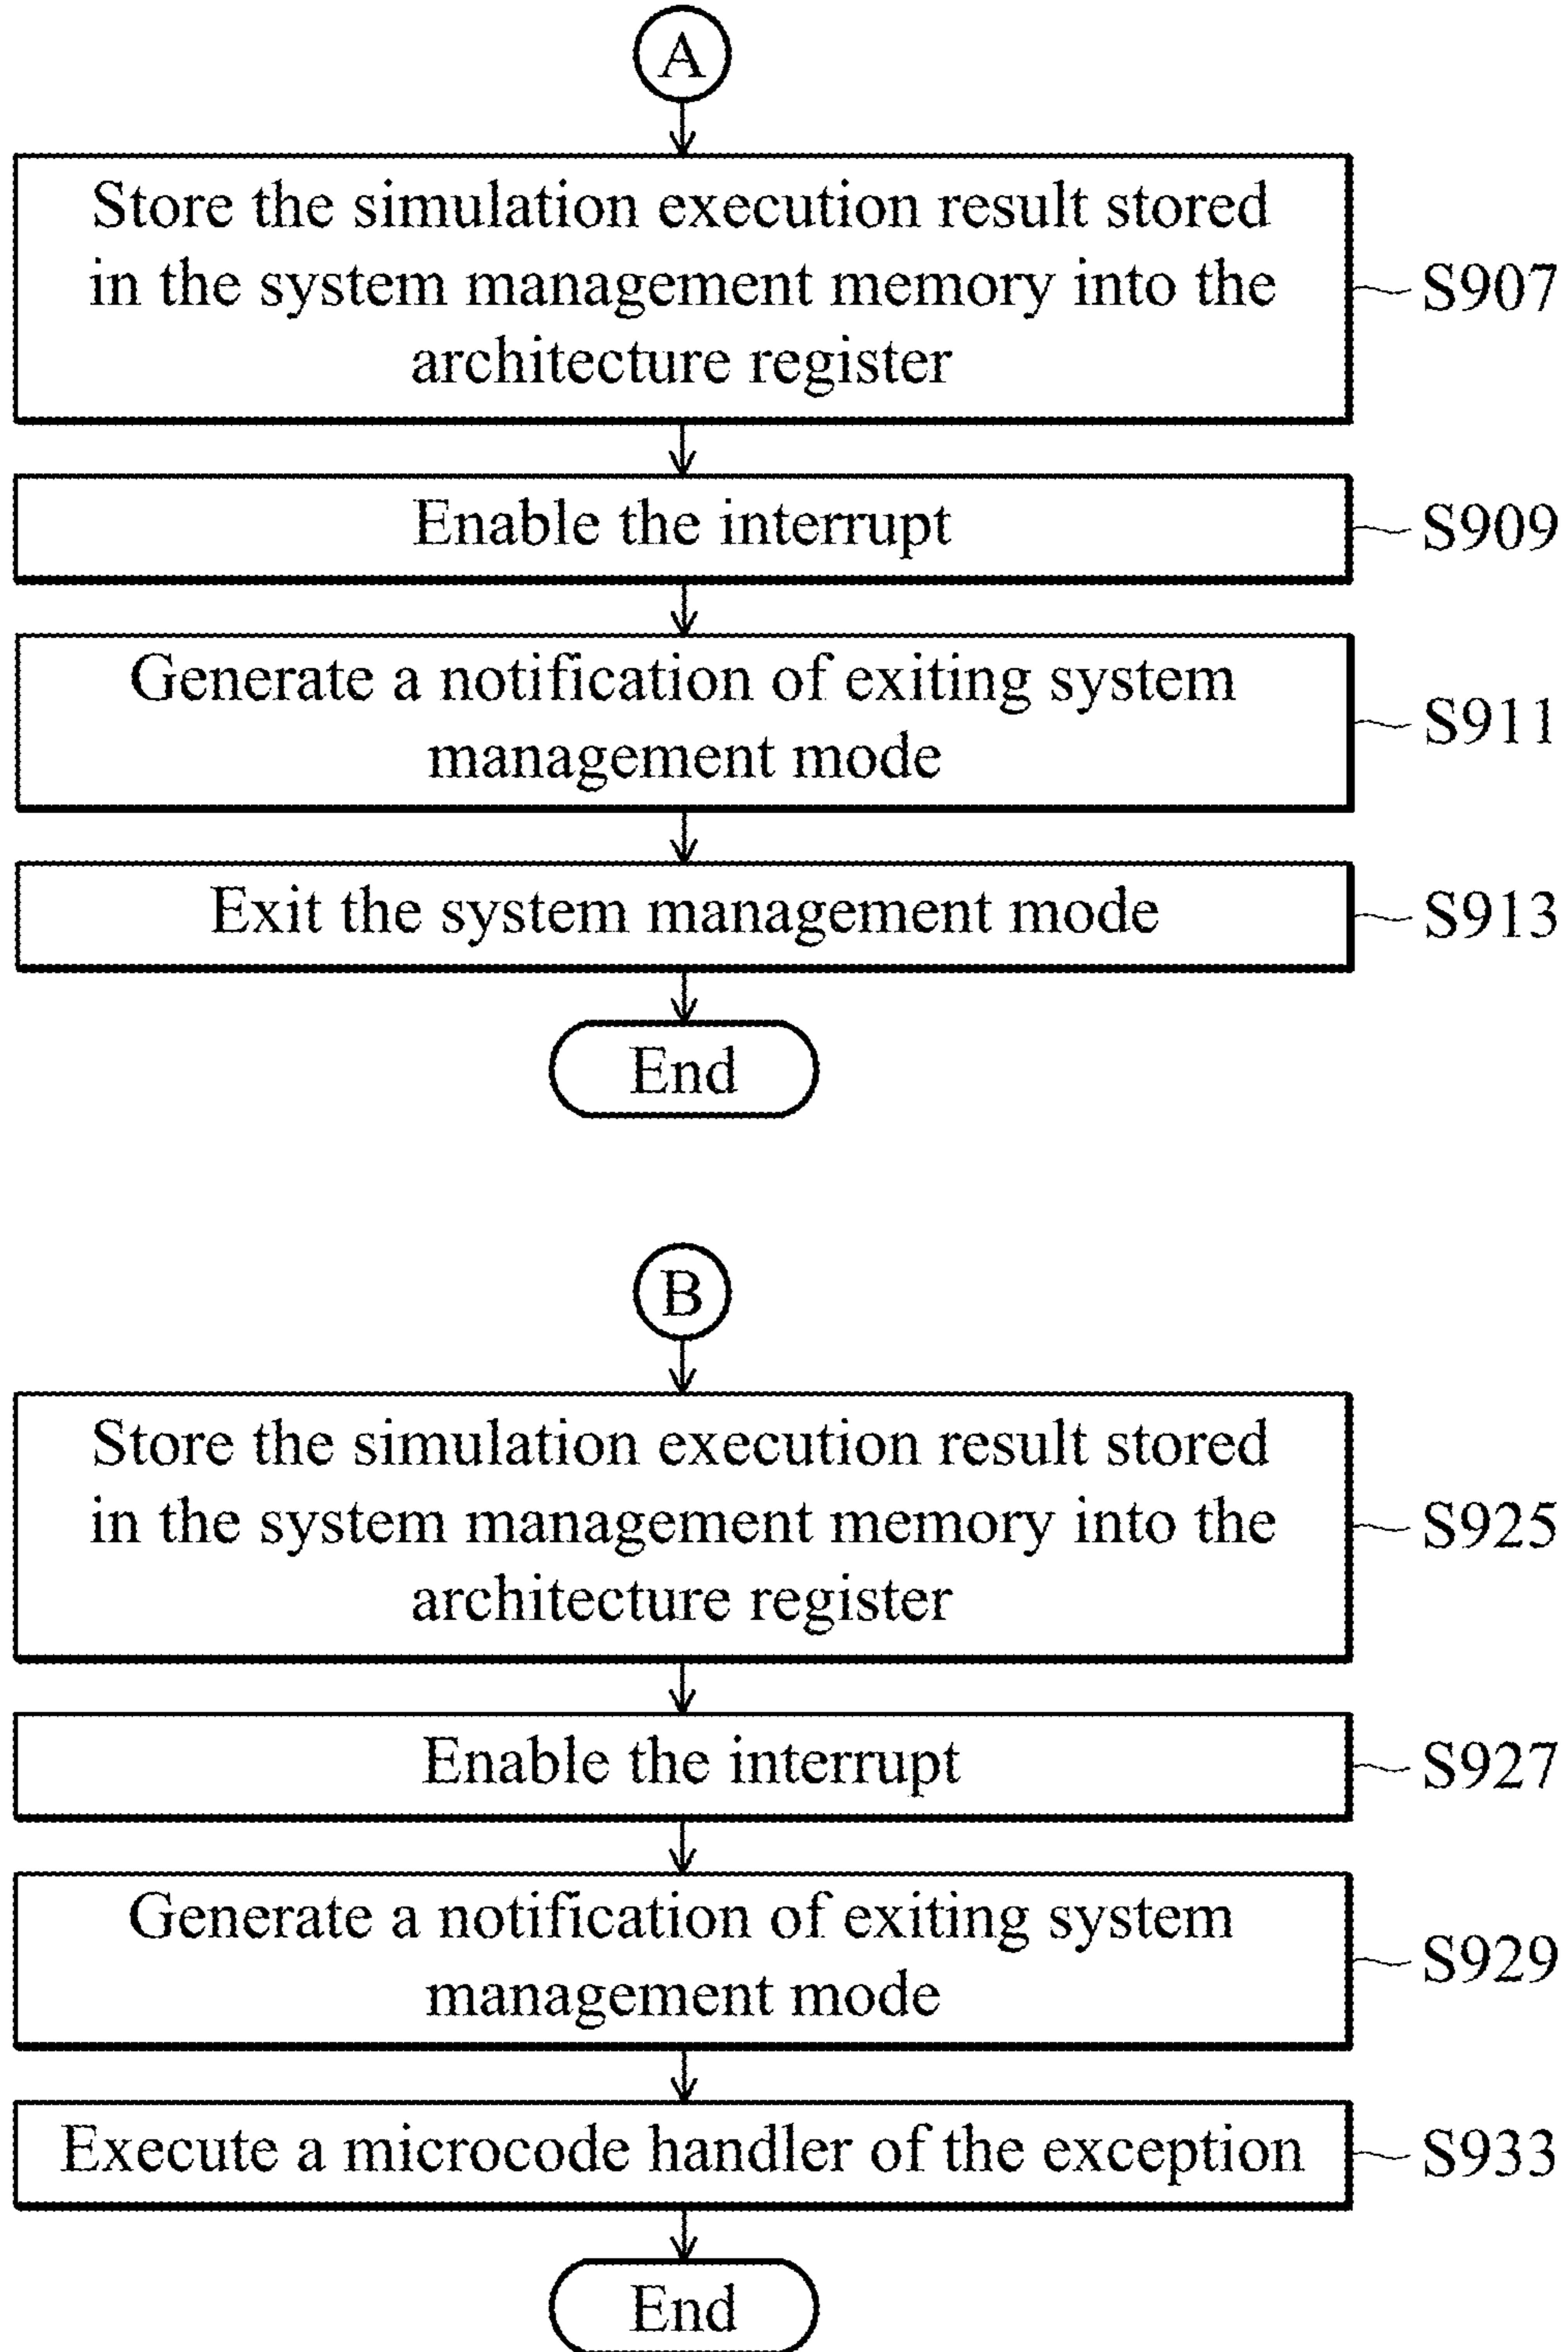 A
Store the simulation execution result stored
in the system management memory into the
architecture register
S907
Enable the interrupt
S909
Generate a notification of exiting system
management mode
S911
Exit the system management mode
S913
End
B
Store the simulation execution result stored
in the system management memory into the
architecture register
S925
Enable the interrupt
S927
Generate a notification of exiting system
management mode
S929
Execute a microcode handler of the exception
S933
End